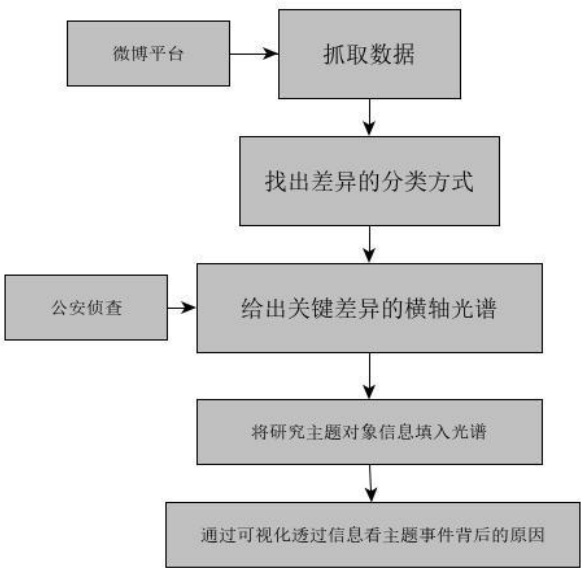 微博平台
抓取数据
找出差异的分类方式
公安侦查
给出关键差异的横轴光谱
将研究主题对象信息填入光谱
通过可视化透过信息看主题事件背后的原因